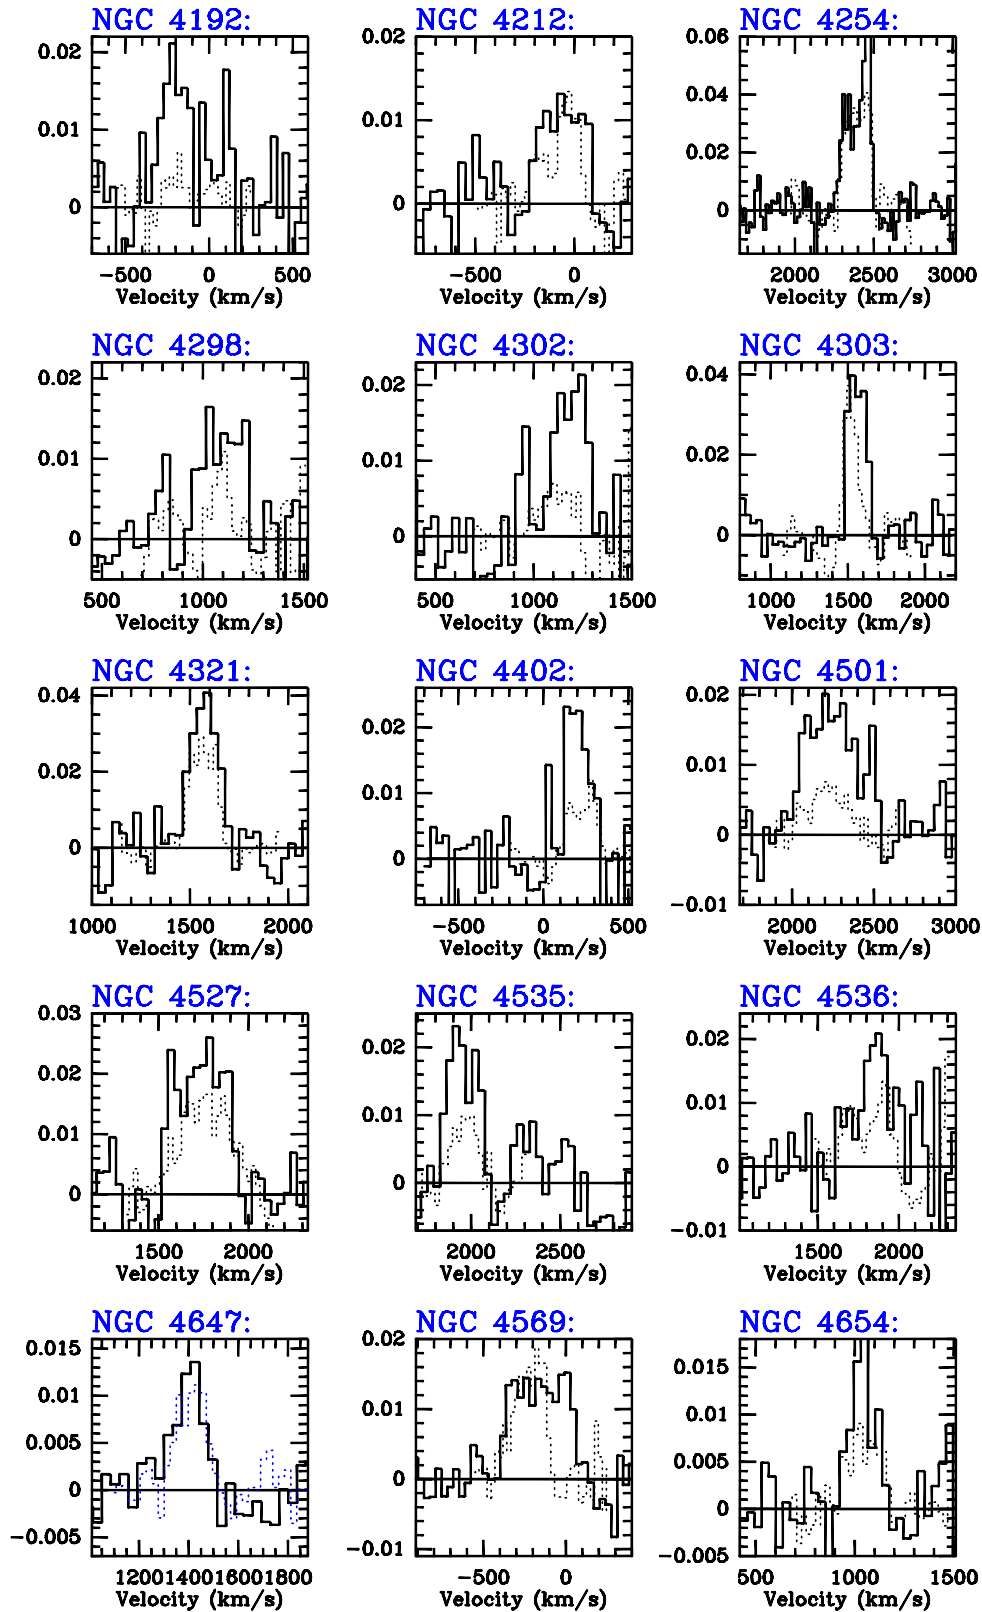 NGC 4192: NGC 4212: NGC 4254:
0.02 0.02 0.06
0.04
0.01 0.01
0.02
0 0 0
−500 0 500 −500 0 2000 2500 3000
Velocity (km/s) Velocity (km/s) Velocity (km/s)
NGC 4298: NGC 4302: NGC 4303:
0.02 0.02 0.04
0.01 0.01 0.02
0 0 0
500 1000 1500 500 1000 1500 1000 1500 2000
Velocity (km/s) Velocity (km/s) Velocity (km/s)
NGC 4321: NGC 4402: NGC 4501:
0.04 0.02 0.02
0.02 0.01 0.01
0 0 0
−0.01
1000 1500 2000 −500 0 500 2000 2500 3000
Velocity (km/s) Velocity (km/s) Velocity (km/s)
NGC 4527: NGC 4535: NGC 4536:
0.03
0.02 0.02 0.02
0.01 0.01 0.01
0 0 0
−0.01
1500 2000 2000 2500 1500 2000
Velocity (km/s) Velocity (km/s) Velocity (km/s)
NGC 4647: NGC 4569: NGC 4654:
0.015 0.02 0.015
0.01 0.01 0.01
0.005 0.005
0 0 0
−0.005 −0.01 −0.005
1200 1400 1600 1800 −500 0 500 1000 1500
Velocity (km/s) Velocity (km/s) Velocity (km/s)